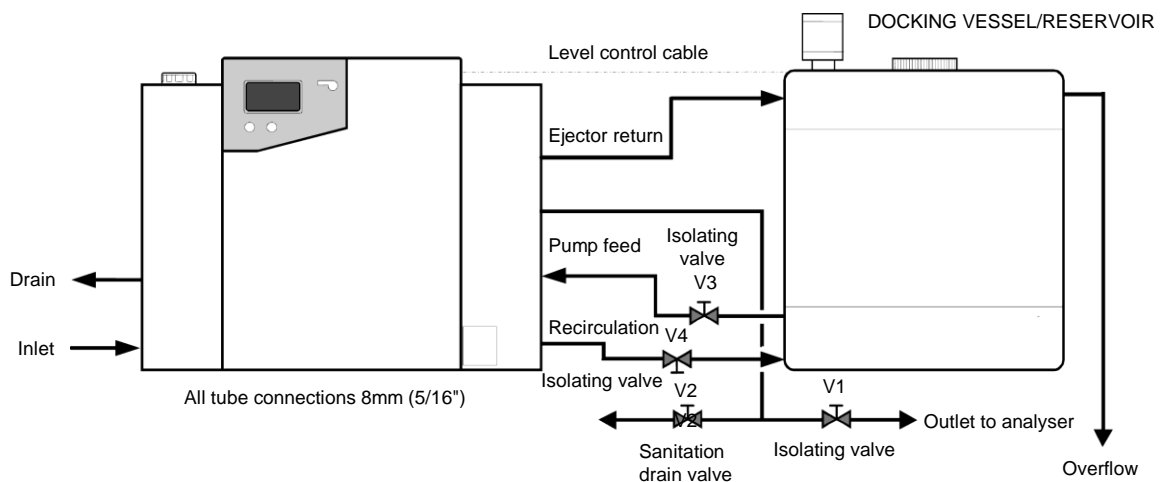 DOCKING VESSEL/RESERVOIR
Level control cable
Ejector return
Pump feed
Isolating
valve
V3
Drain
Inlet
Recirculation
V4
Isolating valve
V2
V1
All tube connections 8mm (5/16")
V2
Outlet to analyser
Sanitation
drain valve
Isolating valve
Overflow